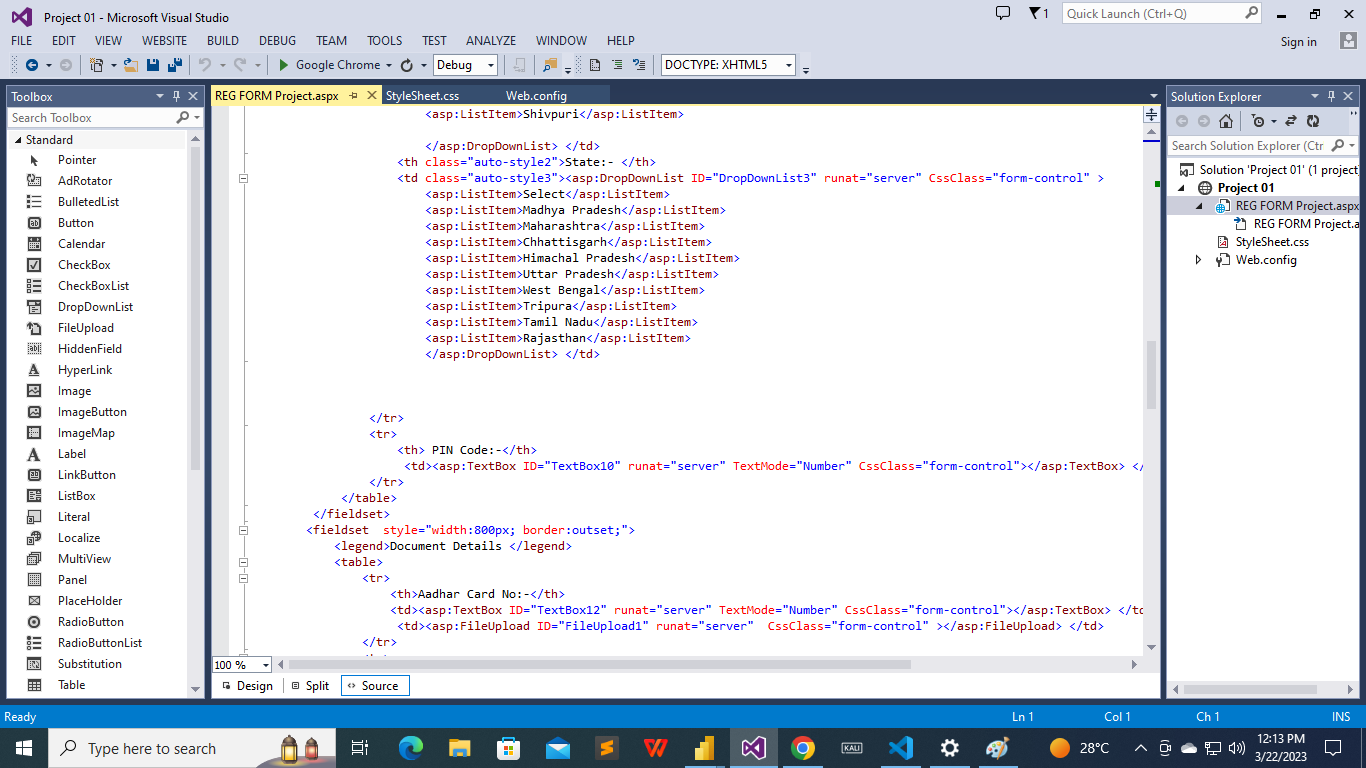 Project 01 - Microsoft Visual Studio
1
Quick Launch (Ctrl+Q)
FILE EDIT VIEW WEBSITE BUILD DEBUG TEAM TOOLS TEST ANALYZE WINDOW HELP
Sign in
Google Chrome
Debug
DOCTYPE: XHTML5
Toolbox
Search Toolbox
Standard
Pointer
AdRotator
BulletedList
Button
Calendar
CheckBox
CheckBoxList
DropDownList
FileUpload
HiddenField
HyperLink
Image
ImageButton
ImageMap
Label
LinkButton
ListBox
Literal
Localize
MultiView
Panel
PlaceHolder
RadioButton
RadioButtonList
Substitution
Table
REG FORM Project.aspx StyleSheet.css Web.config
<asp:ListItem>Shivpuri</asp:ListItem>
</asp:DropDownList> </td>
<th class="auto-style2">State:- </th>
<td class="auto-style3"><asp:DropDownList ID="DropDownList3" runat="server" CssClass="form-control" >
<asp:ListItem>Select</asp:ListItem>
<asp:ListItem>Madhya Pradesh</asp:ListItem>
<asp:ListItem>Maharashtra</asp:ListItem>
<asp:ListItem>Chhattisgarh</asp:ListItem>
<asp:ListItem>Himachal Pradesh</asp:ListItem>
<asp:ListItem>Uttar Pradesh</asp:ListItem>
<asp:ListItem>West Bengal</asp:ListItem>
<asp:ListItem>Tripura</asp:ListItem>
<asp:ListItem>Tamil Nadu</asp:ListItem>
<asp:ListItem>Rajasthan</asp:ListItem>
</asp:DropDownList> </td>
</tr>
<tr>
<th> PIN Code:-</th>
<td><asp:TextBox ID="TextBox10" runat="server" TextMode="Number" CssClass="form-control"></asp:TextBox> </
</tr>
</table>
</fieldset>
<fieldset  style="width:800px; border:outset;">
<legend>Document Details </legend>
<table>
<tr>
<th>Aadhar Card No:-</th>
<td><asp:TextBox ID="TextBox12" runat="server" TextMode="Number" CssClass="form-control"></asp:TextBox> </td
<td><asp:FileUpload ID="FileUpload1" runat="server"  CssClass="form-control" ></asp:FileUpload> </td>
</tr>
100 %
Design Split Source
Solution Explorer
Search Solution Explorer (Ctr
Solution 'Project 01' (1 project
Project 01
REG FORM Project.aspx
REG FORM Project.a
StyleSheet.css
Web.config
Ready
Ln 1 Col 1 Ch 1 INS
Type here to search
KALI
28°C
12:13 PM
3/22/2023